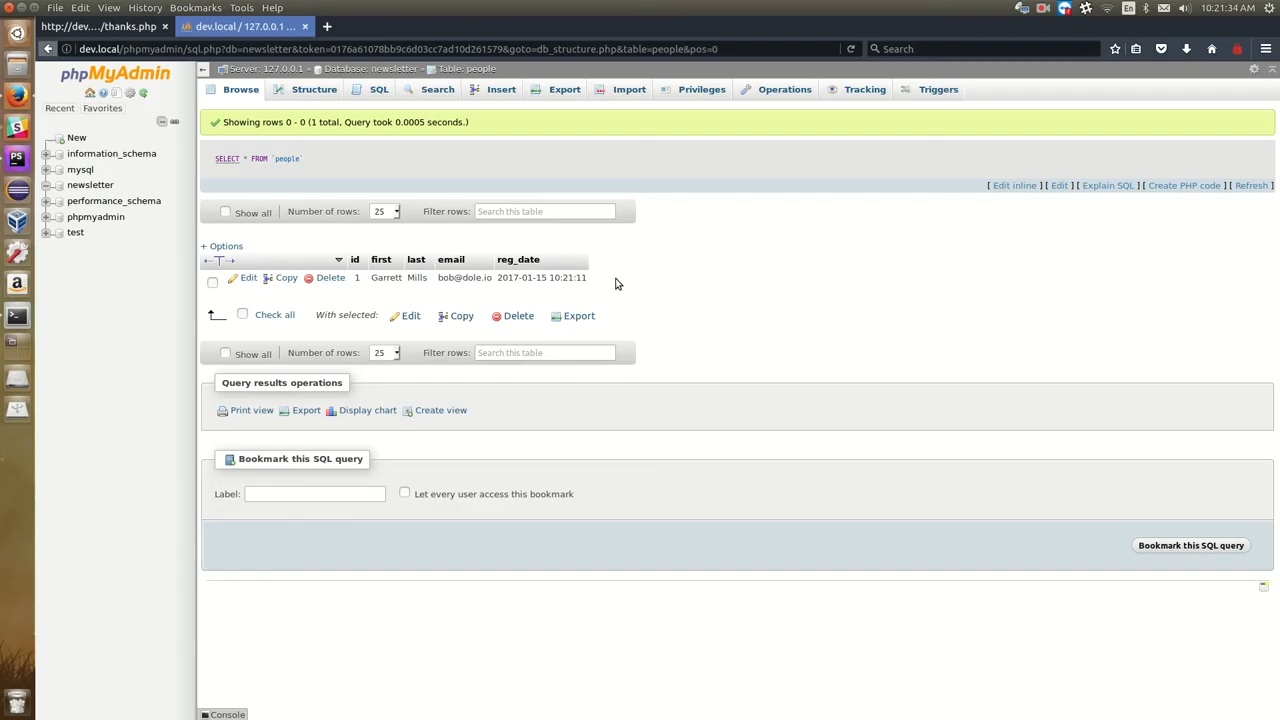 File Edit View History Bookmarks Tools Help
En
10:21:34 AM
http://dev..../thanks.php
dev.local / 127.0.0.1 ...
dev.local/phpmyadmin/sql.php?db=newsletter&token=0176a61078bb9c6d03cc7ad10d261579&goto=db_structure.php&table=people&pos=0
Search
phpMyAdmin
Recent Favorites
New
information_schema
mysql
newsletter
performance_schema
phpmyadmin
test
Server: 127.0.0.1 » Database: newsletter » Table: people
Browse Structure SQL Search Insert Export Import Privileges Operations Tracking Triggers
Showing rows 0 - 0 (1 total, Query took 0.0005 seconds.)
SELECT * FROM `people`
[ Edit inline ] [ Edit ] [ Explain SQL ] [ Create PHP code ] [ Refresh ]
Show all | Number of rows: 25 Filter rows: Search this table
+ Options
←T→ id first last email reg_date
Edit Copy Delete 1 Garrett Mills bob@dole.io 2017-01-15 10:21:11
Check all With selected: Edit Copy Delete Export
Show all | Number of rows: 25 Filter rows: Search this table
Query results operations
Print view Export Display chart Create view
Bookmark this SQL query
Label: Let every user access this bookmark
Bookmark this SQL query
Console
PS
a